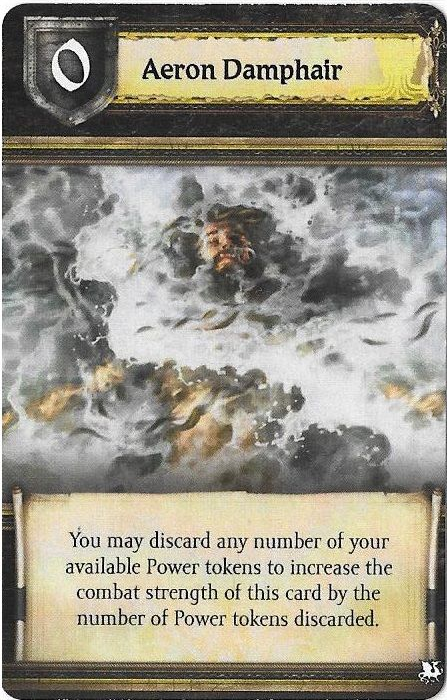 0
Aeron Damphair
You may discard any number of your
available Power tokens to increase the
combat strength of this card by the
number of Power tokens discarded.